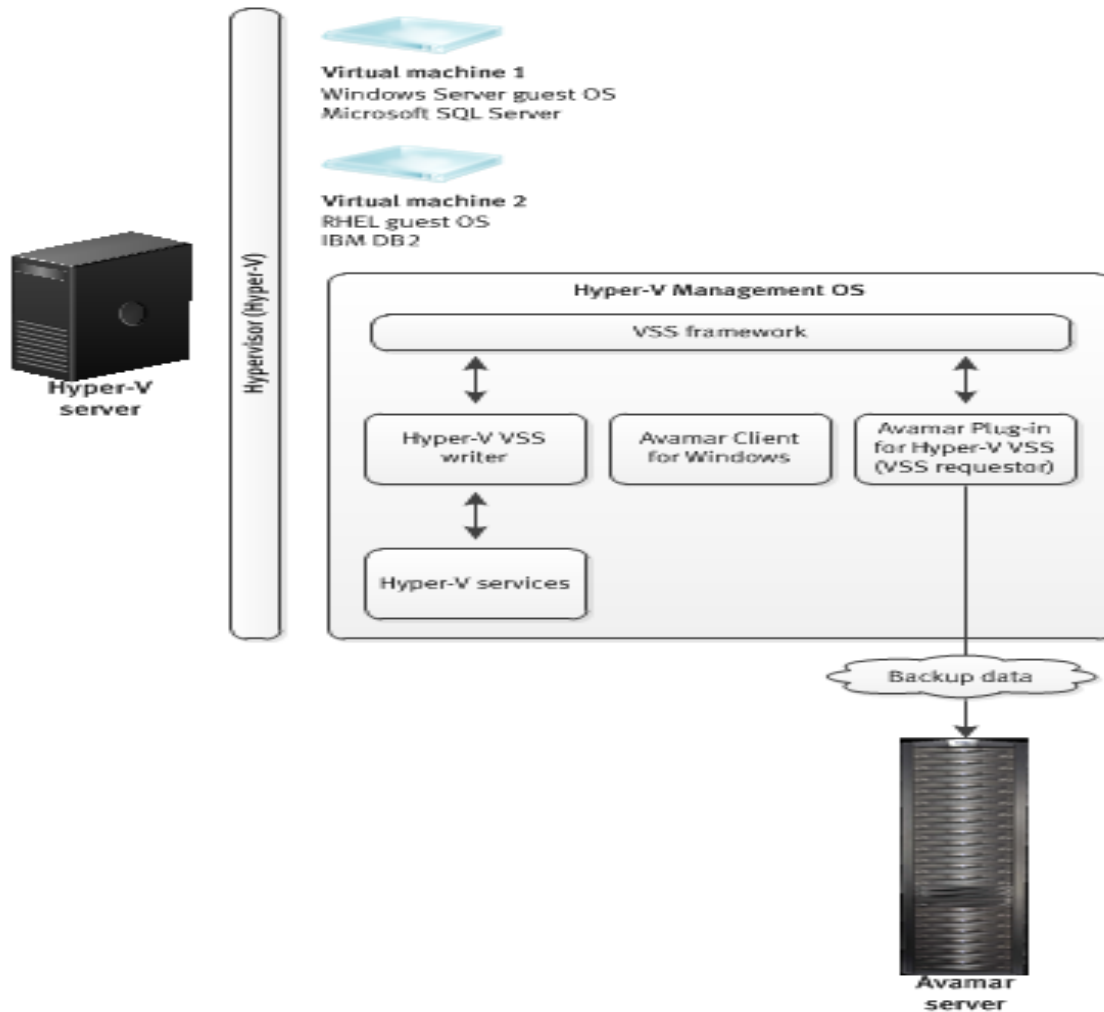 Virtual machine 1
Windows Server guest OS
Microsoft SQL Server
Virtual machine 2
RHEL guest OS
IBM DB2
Hyper-V
server
Hypervisor (Hyper-V)
Hyper-V Management OS
VSS framework
Hyper-V VSS
writer
Avamar Client
for Windows
Avamar Plug-in
for Hyper-V VSS
(VSS requestor)
Hyper-V services
Backup data
Avamar
server